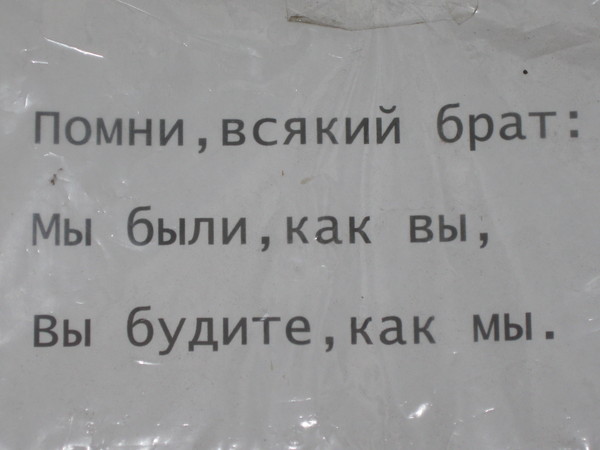 Помни,всякий брат:
Мы были,как вы,
Вы будите,как мы.